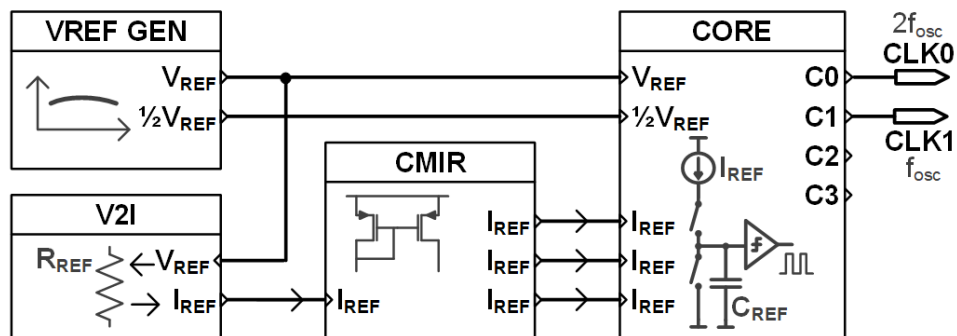 VREF GEN
VREF
½VREF
V2I
RREF
VREF
IREF
CMIR
IREF
IREF
IREF
IREF
CORE
VREF
½VREF
IREF
IREF
IREF
IREF
CREF
C0
C1
C2
C3
2fosc
CLK0
CLK1
fosc